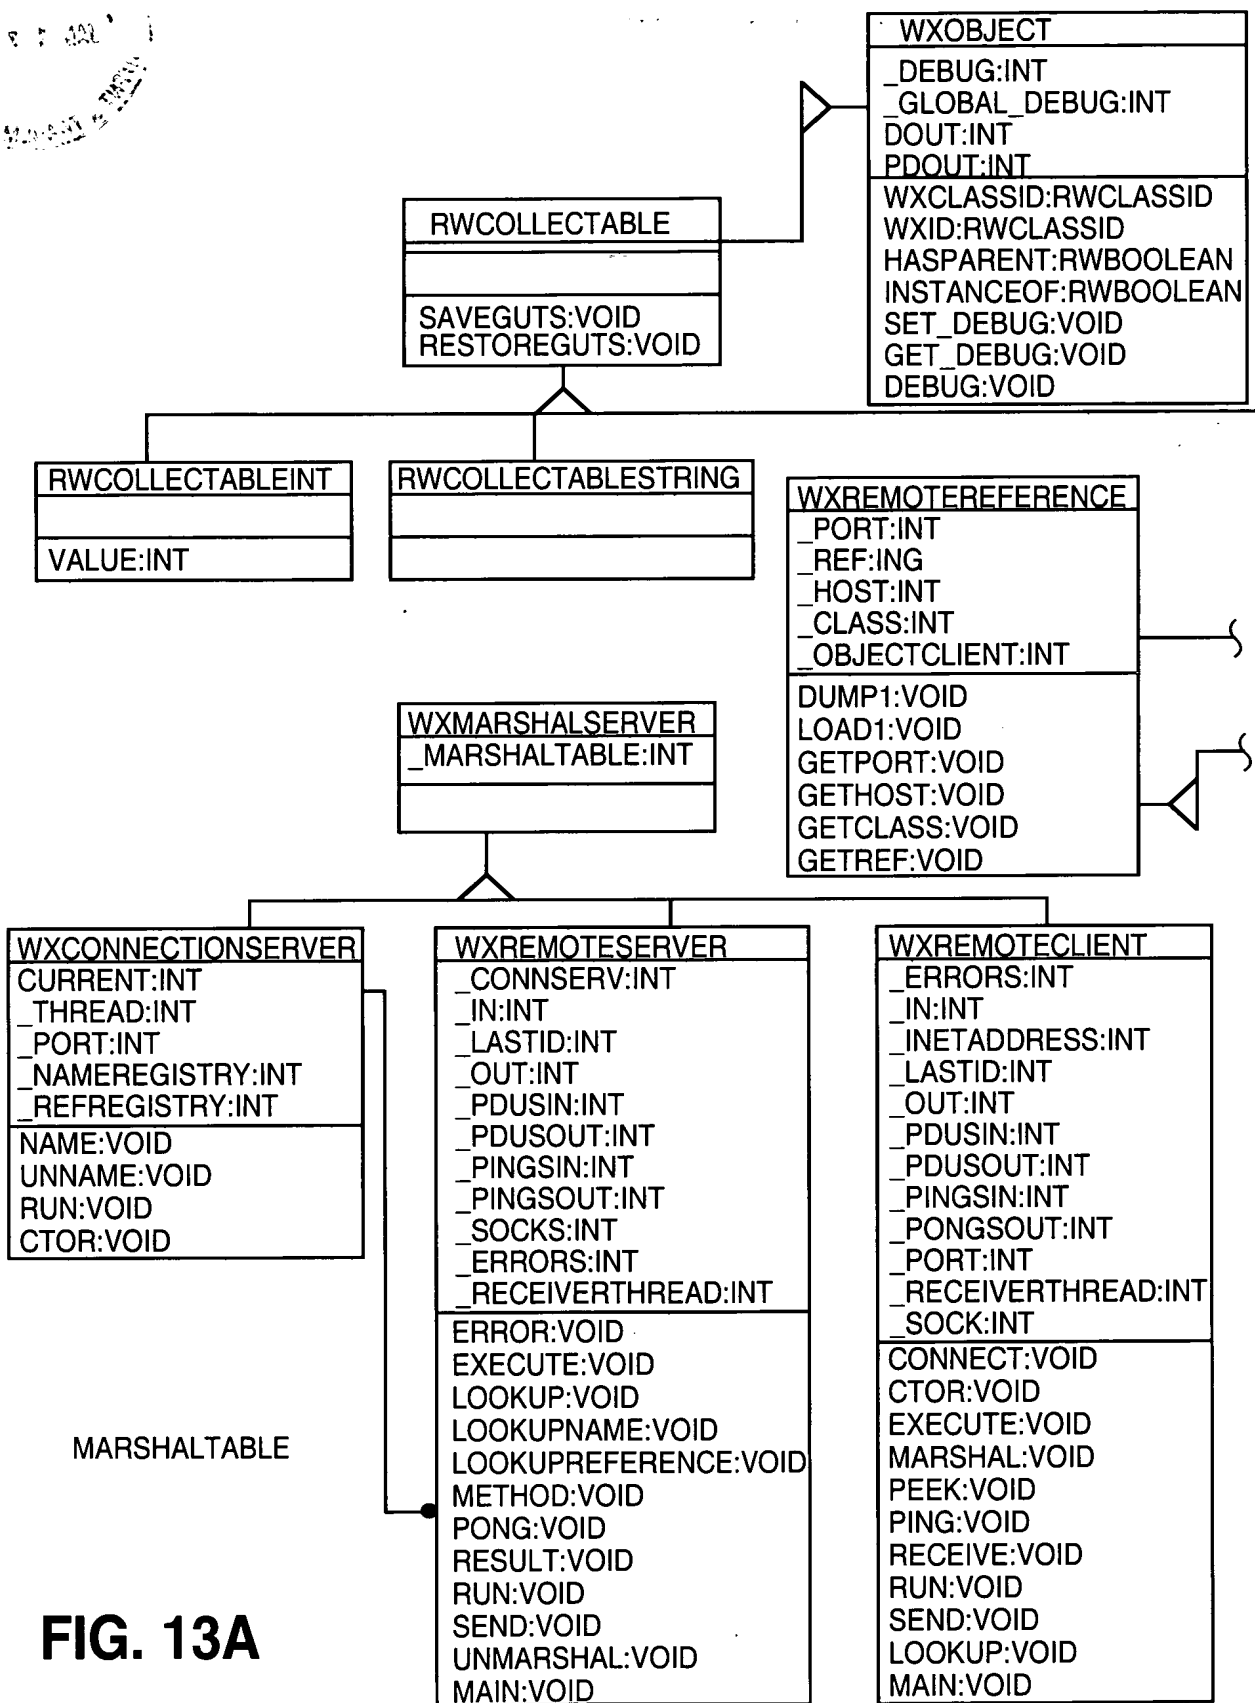 WXOBJECT
_DEBUG:INT
_GLOBAL_DEBUG:INT
DOUT:INT
PDOUT:INT
WXCLASSID:RWCLASSID
WXID:RWCLASSID
HASPARENT:RWBOOLEAN
INSTANCEOF:RWBOOLEAN
SET_DEBUG:VOID
GET_DEBUG:VOID
DEBUG:VOID
RWCOLLECTABLE
SAVEGUTS:VOID
RESTOREGUTS:VOID
RWCOLLECTABLEINT
VALUE:INT
RWCOLLECTABLESTRING
WXREMOTEREFERENCE
_PORT:INT
_REF:ING
_HOST:INT
_CLASS:INT
_OBJECTCLIENT:INT
DUMP1:VOID
LOAD1:VOID
GETPORT:VOID
GETHOST:VOID
GETCLASS:VOID
GETREF:VOID
WXMARSHALSERVER
_MARSHALTABLE:INT
WXCONNECTIONSERVER
CURRENT:INT
_THREAD:INT
_PORT:INT
_NAMEREGISTRY:INT
_REFREGISTRY:INT
NAME:VOID
UNNAME:VOID
RUN:VOID
CTOR:VOID
WXREMOTESERVER
_CONNSERV:INT
_IN:INT
_LASTID:INT
_OUT:INT
_PDUSIN:INT
_PDUSOUT:INT
_PINGSIN:INT
_PINGSOUT:INT
_SOCKS:INT
_ERRORS:INT
_RECEIVERTHREAD:INT
ERROR:VOID
EXECUTE:VOID
LOOKUP:VOID
LOOKUPNAME:VOID
LOOKUPREFERENCE:VOID
METHOD:VOID
PONG:VOID
RESULT:VOID
RUN:VOID
SEND:VOID
UNMARSHAL:VOID
MAIN:VOID
WXREMOTECLIENT
_ERRORS:INT
_IN:INT
_INETADDRESS:INT
_LASTID:INT
_OUT:INT
_PDUSIN:INT
_PDUSOUT:INT
_PINGSIN:INT
_PONGSOUT:INT
_PORT:INT
_RECEIVERTHREAD:INT
_SOCK:INT
CONNECT:VOID
CTOR:VOID
EXECUTE:VOID
MARSHAL:VOID
PEEK:VOID
PING:VOID
RECEIVE:VOID
RUN:VOID
SEND:VOID
LOOKUP:VOID
MAIN:VOID
MARSHALTABLE
FIG. 13A